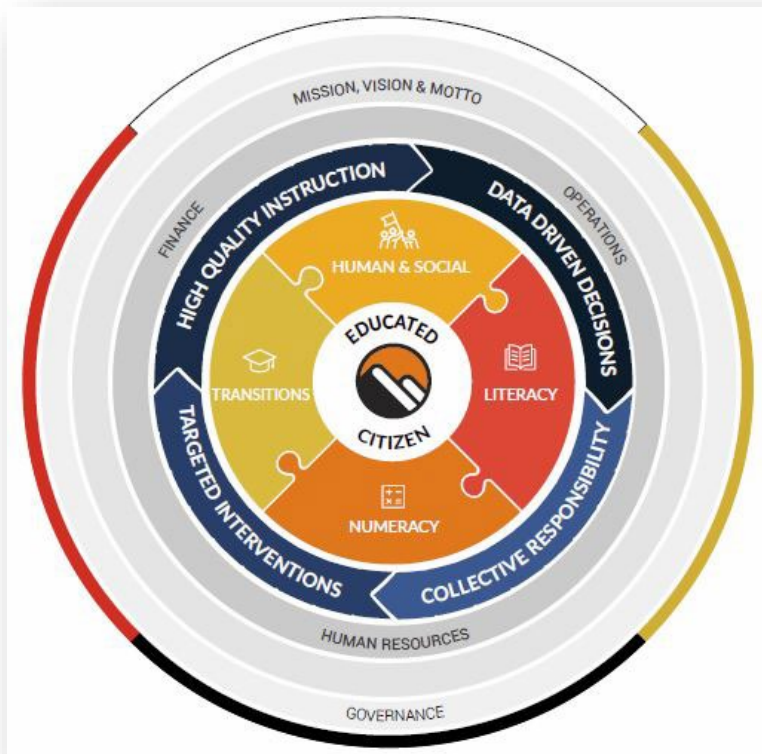 MISSION, VISION & MOTTO
FINANCE
OPERATIONS
HIGH QUALITY INSTRUCTION
DATA DRIVEN DECISIONS
HUMAN & SOCIAL
EDUCATED
TRANSITIONS
LITERACY
CITIZEN
NUMERACY
TARGETED INTERVENTIONS
COLLECTIVE RESPONSIBILITY
HUMAN RESOURCES
GOVERNANCE